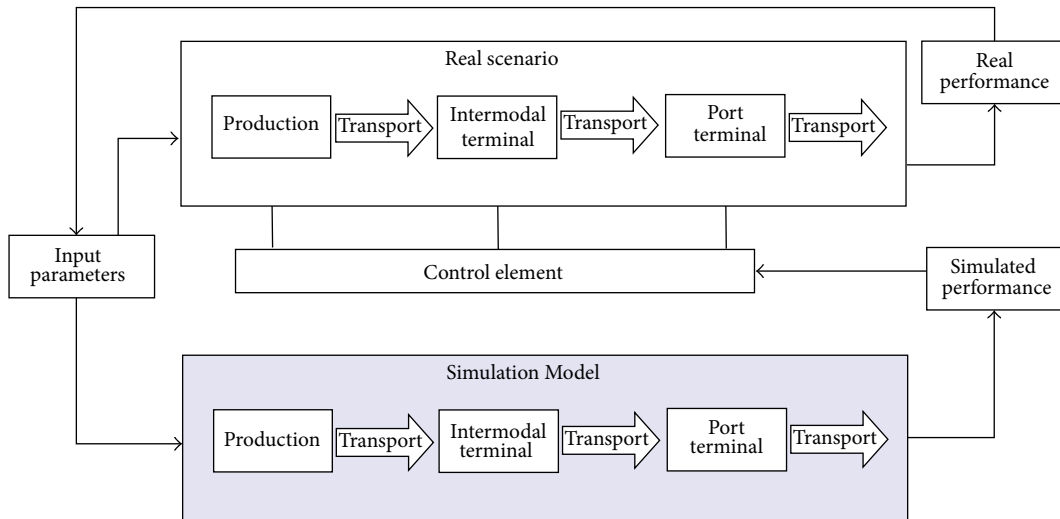 Real scenario
Real
performance
Production
Transport
Intermodal
terminal
Transport
Port
terminal
Transport
Input
parameters
Control element
Simulated
performance
Simulation Model
Production
Transport
Intermodal
terminal
Transport
Port
terminal
Transport